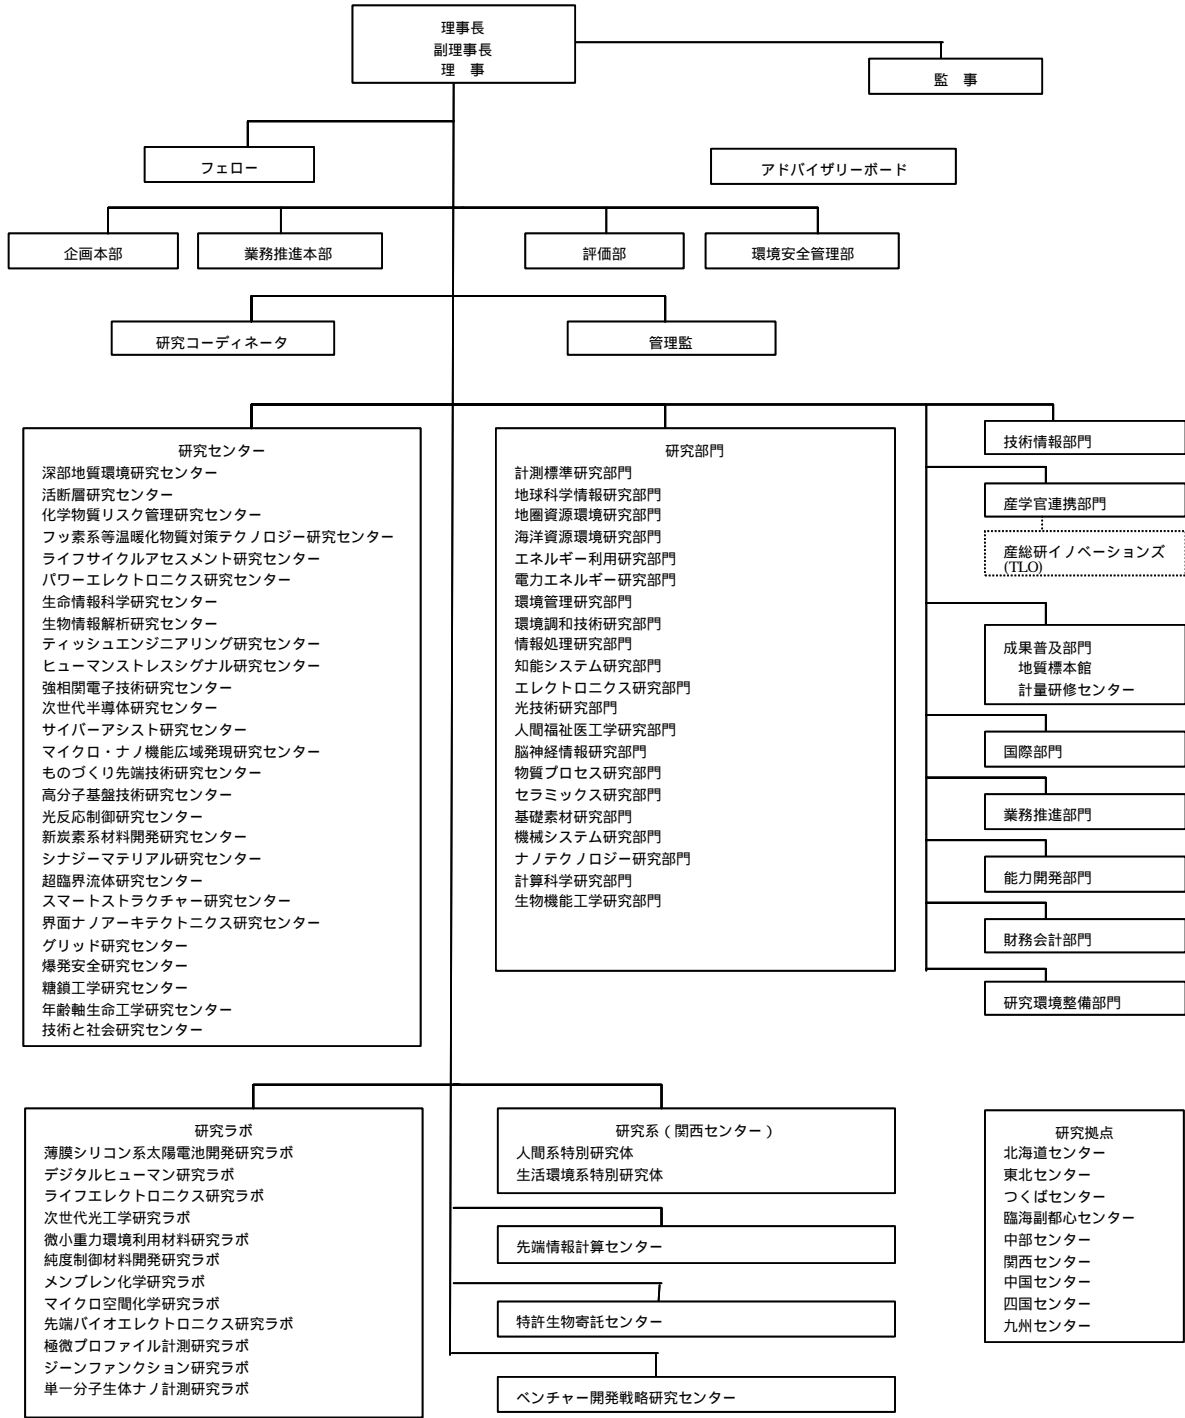 理事長
副理事長
理　事
監　事
フェロー
アドバイザリーボード
企画本部
業務推進本部
評価部
環境安全管理部
研究コーディネータ
管理監
研究センター
深部地質環境研究センター
活断層研究センター
化学物質リスク管理研究センター
フッ素系等温暖化物質対策テクノロジー研究センター
ライフサイクルアセスメント研究センター
パワーエレクトロニクス研究センター
生命情報科学研究センター
生物情報解析研究センター
ティッシュエンジニアリング研究センター
ヒューマンストレスシグナル研究センター
強相関電子技術研究センター
次世代半導体研究センター
サイバーアシスト研究センター
マイクロ・ナノ機能広域発現研究センター
ものづくり先端技術研究センター
高分子基盤技術研究センター
光反応制御研究センター
新炭素系材料開発研究センター
シナジーマテリアル研究センター
超臨界流体研究センター
スマートストラクチャー研究センター
界面ナノアーキテクトニクス研究センター
グリッド研究センター
爆発安全研究センター
糖鎖工学研究センター
年齢軸生命工学研究センター
技術と社会研究センター
研究部門
計測標準研究部門
地球科学情報研究部門
地圏資源環境研究部門
海洋資源環境研究部門
エネルギー利用研究部門
電力エネルギー研究部門
環境管理研究部門
環境調和技術研究部門
情報処理研究部門
知能システム研究部門
エレクトロニクス研究部門
光技術研究部門
人間福祉医工学研究部門
脳神経情報研究部門
物質プロセス研究部門
セラミックス研究部門
基礎素材研究部門
機械システム研究部門
ナノテクノロジー研究部門
計算科学研究部門
生物機能工学研究部門
技術情報部門
産学官連携部門
産総研イノベーションズ
(TLO)
成果普及部門
地質標本館
計量研修センター
国際部門
業務推進部門
能力開発部門
財務会計部門
研究環境整備部門
研究ラボ
薄膜シリコン系太陽電池開発研究ラボ
デジタルヒューマン研究ラボ
ライフエレクトロニクス研究ラボ
次世代光工学研究ラボ
微小重力環境利用材料研究ラボ
純度制御材料開発研究ラボ
メンブレン化学研究ラボ
マイクロ空間化学研究ラボ
先端バイオエレクトロニクス研究ラボ
極微プロファイル計測研究ラボ
ジーンファンクション研究ラボ
単一分子生体ナノ計測研究ラボ
研究系（関西センター）
人間系特別研究体
生活環境系特別研究体
先端情報計算センター
特許生物寄託センター
ベンチャー開発戦略研究センター
研究拠点
北海道センター
東北センター
つくばセンター
臨海副都心センター
中部センター
関西センター
中国センター
四国センター
九州センター